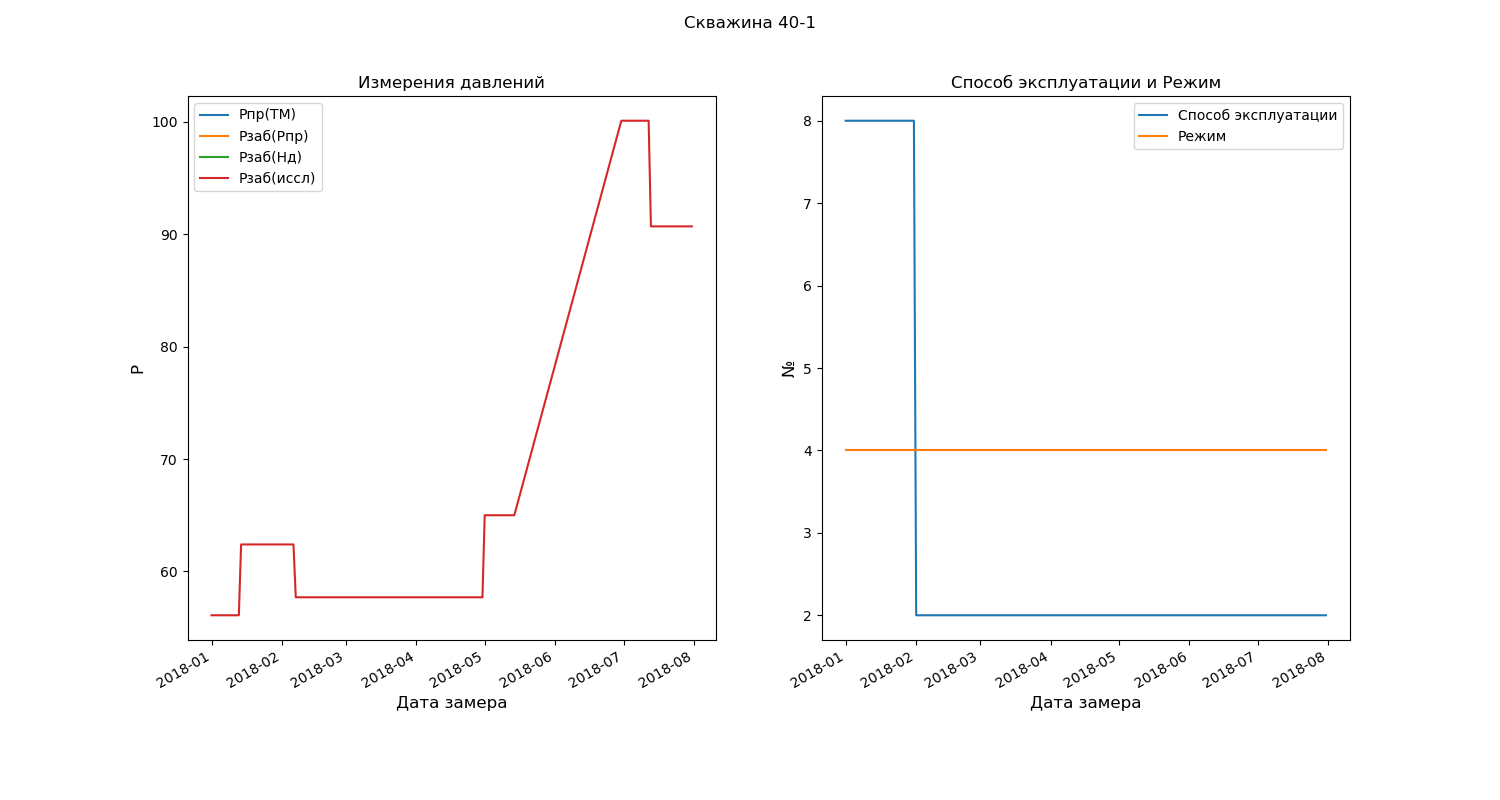 Скважина 40-1
Измерения давлений
Рпр(ТМ)
Рзаб(Рпр)
Рзаб(Нд)
Рзаб(иссл)
100
90
80
70
60
Р
2018-01
2018-02
2018-03
2018-04
2018-05
2018-06
2018-07
2018-08
Дата замера
Способ эксплуатации и Режим
Способ эксплуатации
Режим
8
7
6
5
4
3
2
№
2018-01
2018-02
2018-03
2018-04
2018-05
2018-06
2018-07
2018-08
Дата замера